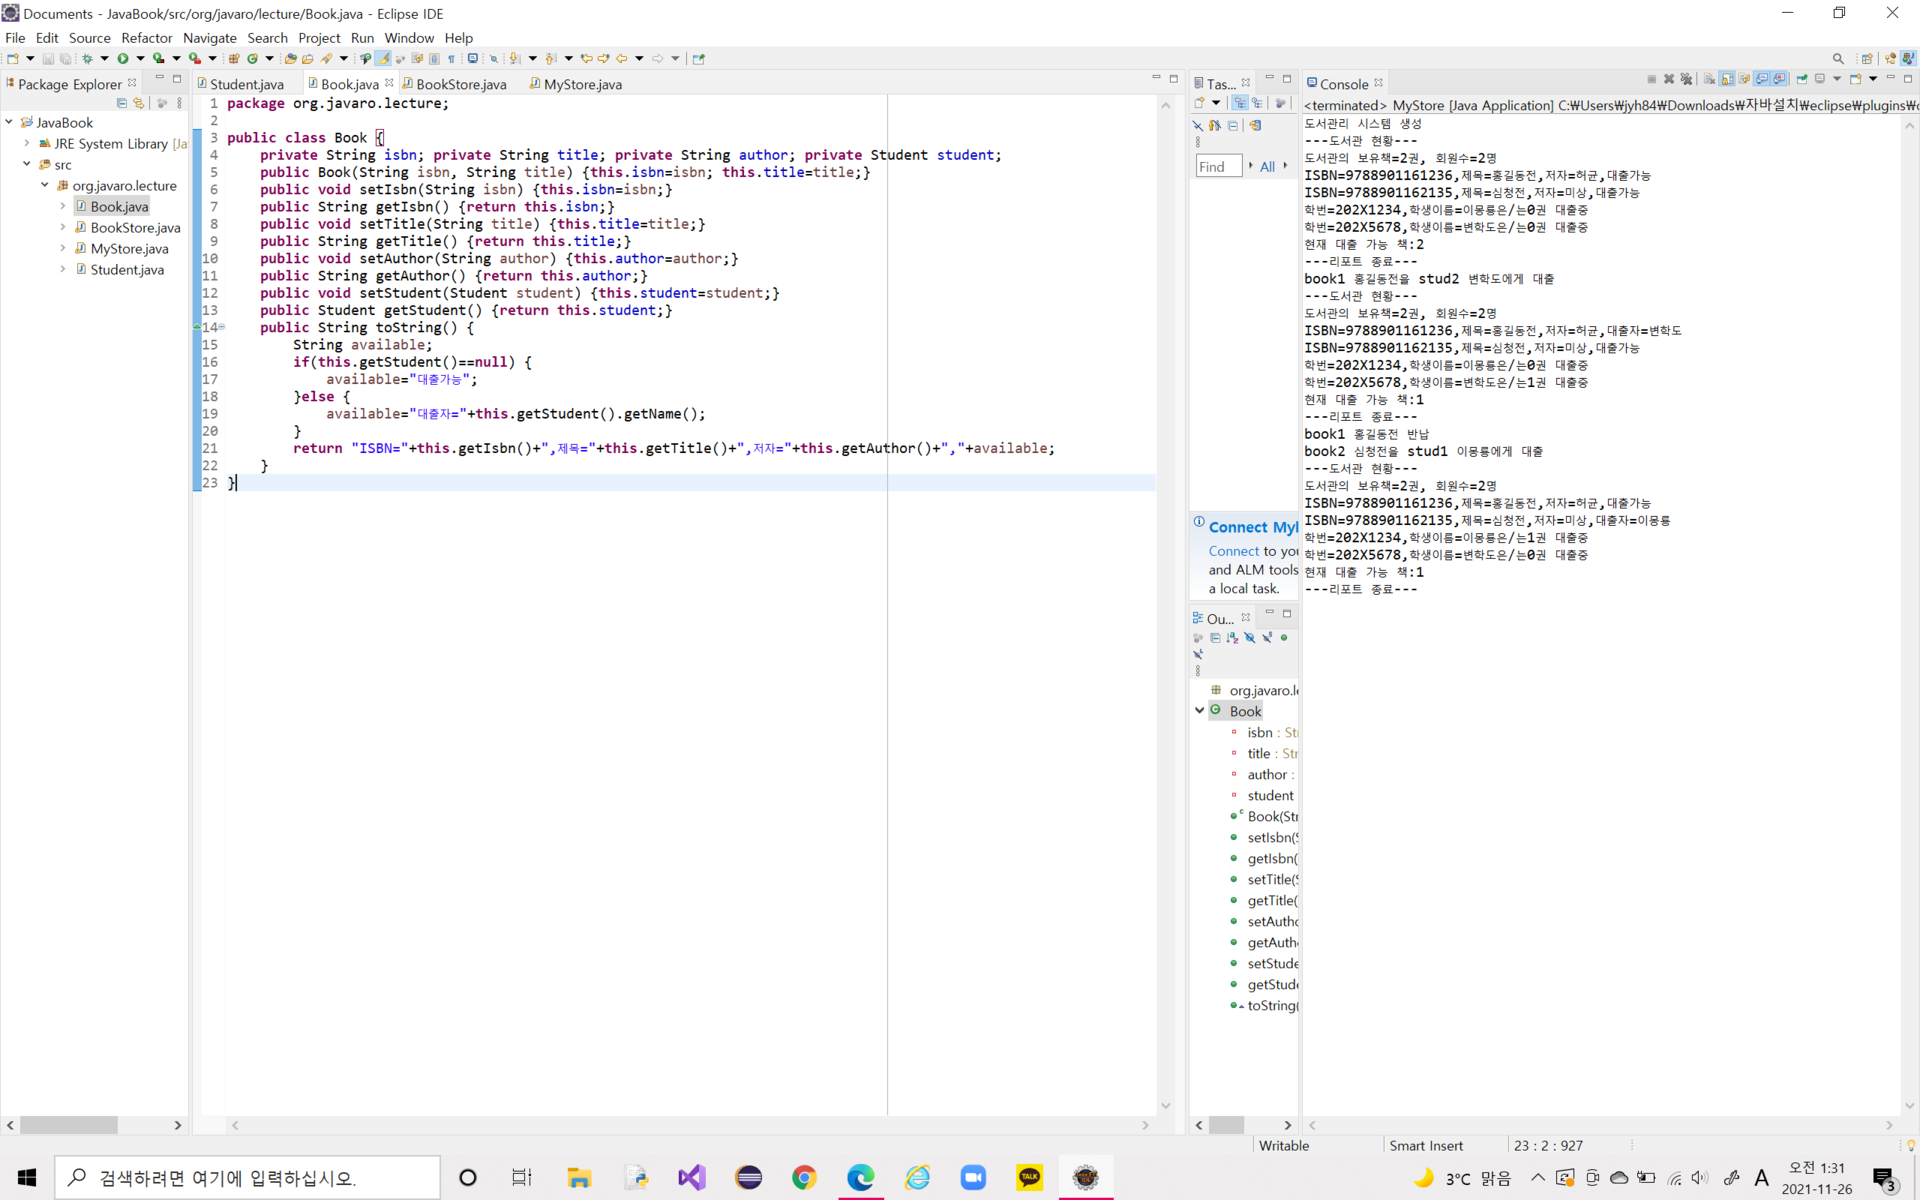 Documents - JavaBook/src/org/javaro/lecture/Book.java - Eclipse IDE
File Edit Source Refactor Navigate Search Project Run Window Help
Package Explorer
JavaBook
JRE System Library [Ja
src
org.javaro.lecture
Book.java
BookStore.java
MyStore.java
Student.java
Student.java Book.java BookStore.java MyStore.java
1 package org.javaro.lecture;
2
3 public class Book {
4 private String isbn; private String title; private String author; private Student student;
5 public Book(String isbn, String title) {this.isbn=isbn; this.title=title;}
6 public void setIsbn(String isbn) {this.isbn=isbn;}
7 public String getIsbn() {return this.isbn;}
8 public void setTitle(String title) {this.title=title;}
9 public String getTitle() {return this.title;}
10 public void setAuthor(String author) {this.author=author;}
11 public String getAuthor() {return this.author;}
12 public void setStudent(Student student) {this.student=student;}
13 public Student getStudent() {return this.student;}
14 public String toString() {
15 String available;
16 if(this.getStudent()==null) {
17 available="대출가능";
18 }else {
19 available="대출자="+this.getStudent().getName();
20 }
21 return "ISBN="+this.getIsbn()+",제목="+this.getTitle()+",저자="+this.getAuthor()+","+available;
22 }
23 }
Tas...
Find All
Connect Myl
Connect to you
and ALM tools
a local task.
Ou...
org.javaro.le
Book
isbn : Str
title : Str
author :
student
Book(Str
setIsbn(S
getIsbn(
setTitle(S
getTitle(
setAutho
getAutho
setStude
getStude
toString(
Console
<terminated> MyStore [Java Application] C:₩Users₩jyh84₩Downloads₩자바설치₩eclipse₩plugins₩o
도서관리 시스템 생성
---도서관 현황---
도서관의 보유책=2권, 회원수=2명
ISBN=9788901161236,제목=홍길동전,저자=허균,대출가능
ISBN=9788901162135,제목=심청전,저자=미상,대출가능
학번=202X1234,학생이름=이몽룡은/는0권 대출중
학번=202X5678,학생이름=변학도은/는0권 대출중
현재 대출 가능 책:2
---리포트 종료---
book1 홍길동전을 stud2 변학도에게 대출
---도서관 현황---
도서관의 보유책=2권, 회원수=2명
ISBN=9788901161236,제목=홍길동전,저자=허균,대출자=변학도
ISBN=9788901162135,제목=심청전,저자=미상,대출가능
학번=202X1234,학생이름=이몽룡은/는0권 대출중
학번=202X5678,학생이름=변학도은/는1권 대출중
현재 대출 가능 책:1
---리포트 종료---
book1 홍길동전 반납
book2 심청전을 stud1 이몽룡에게 대출
---도서관 현황---
도서관의 보유책=2권, 회원수=2명
ISBN=9788901161236,제목=홍길동전,저자=허균,대출가능
ISBN=9788901162135,제목=심청전,저자=미상,대출자=이몽룡
학번=202X1234,학생이름=이몽룡은/는1권 대출중
학번=202X5678,학생이름=변학도은/는0권 대출중
현재 대출 가능 책:1
---리포트 종료---
Writable Smart Insert 23 : 2 : 927
검색하려면 여기에 입력하십시오.
TALK
3°C 맑음
A
오전 1:31
2021-11-26
3